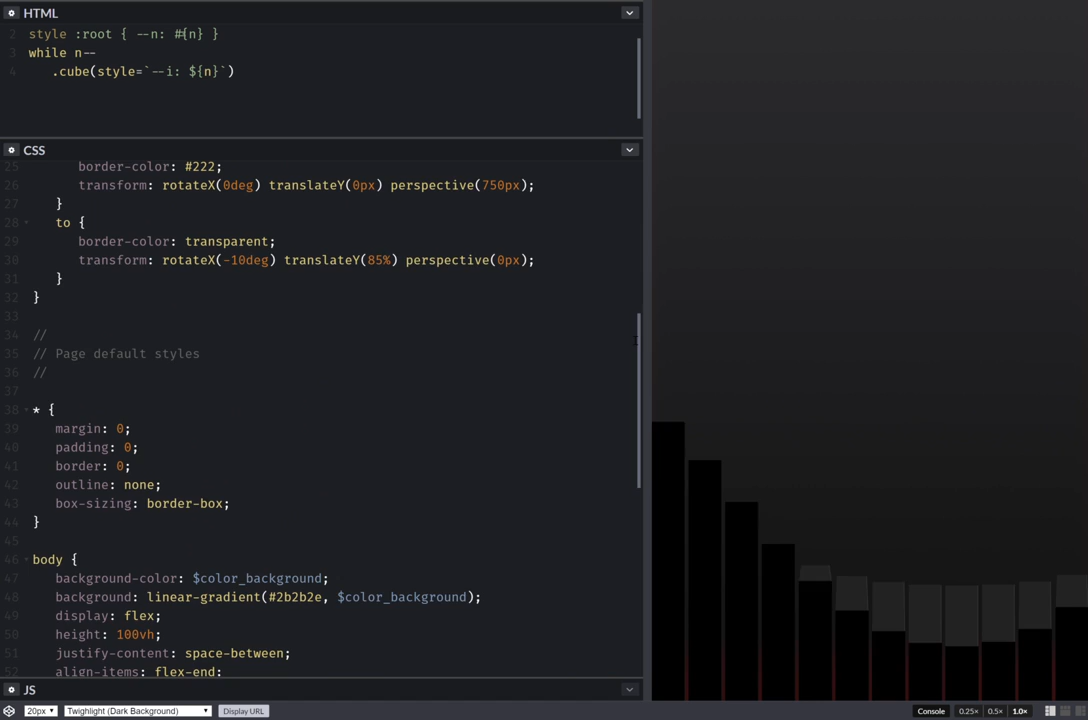 HTML
2 style :root { --n: #{n} }
3 while n--
4 .cube(style=`--i: ${n}`)
CSS
25 border-color: #222;
26 transform: rotateX(0deg) translateY(0px) perspective(750px);
27 }
28 to {
29 border-color: transparent;
30 transform: rotateX(-10deg) translateY(85%) perspective(0px);
31 }
32 }
33
34 //
35 // Page default styles
36 //
37
38 * {
39 margin: 0;
40 padding: 0;
41 border: 0;
42 outline: none;
43 box-sizing: border-box;
44 }
45
46 body {
47 background-color: $color_background;
48 background: linear-gradient(#2b2b2e, $color_background);
49 display: flex;
50 height: 100vh;
51 justify-content: space-between;
52 align-items: flex-end;
JS
20px Twighlight (Dark Background) Display URL Console 0.25× 0.5× 1.0×